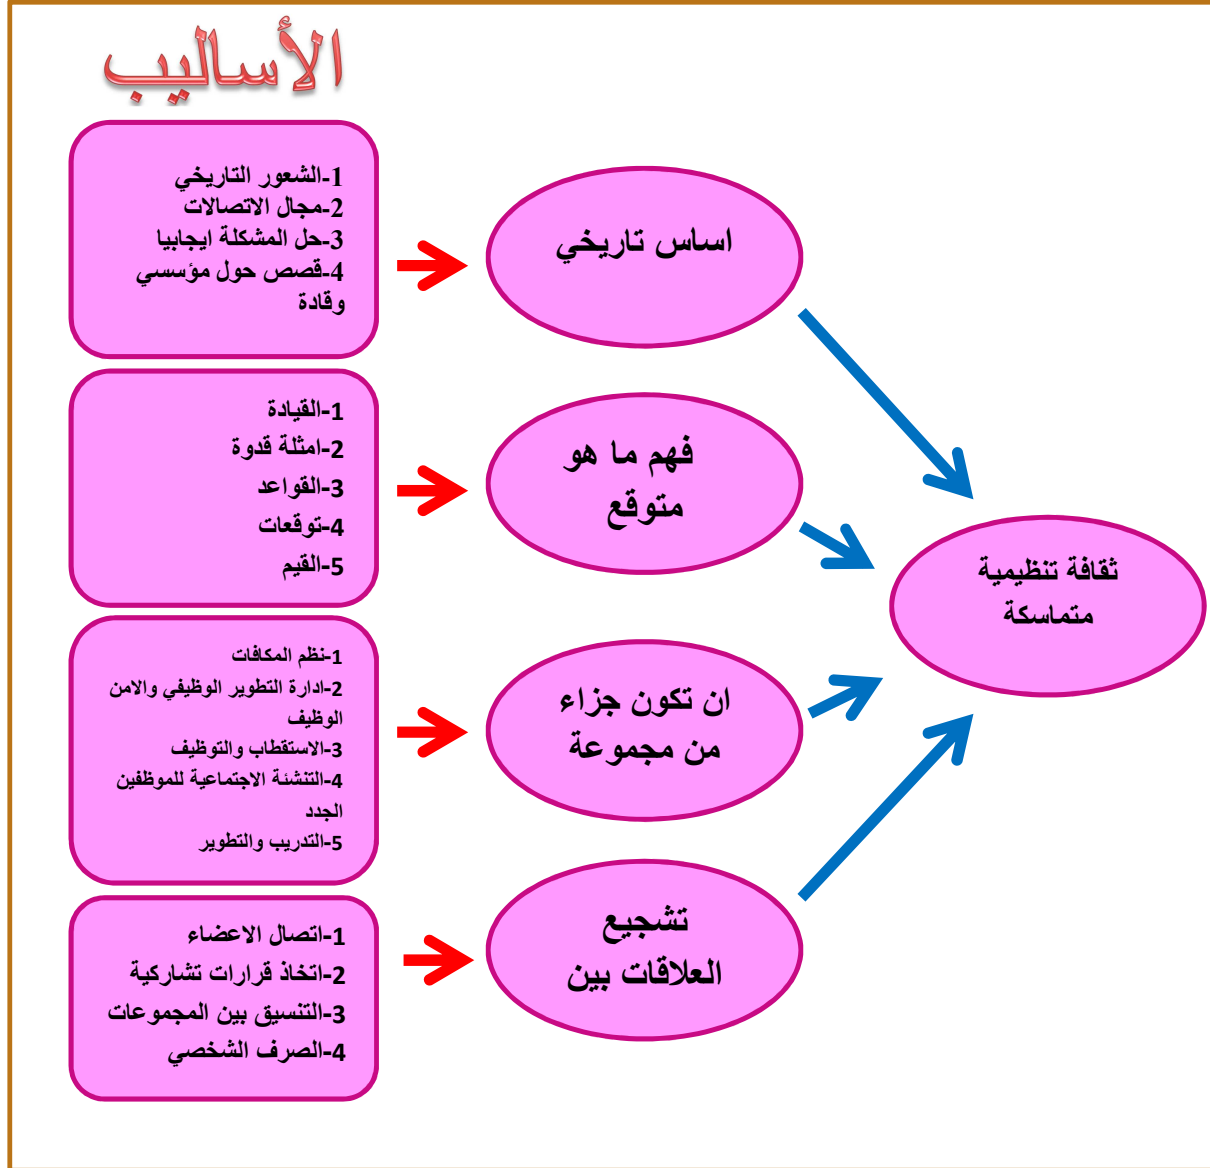 الأساليب
1-الشعور التاريخي
2-مجال الاتصالات
3-حل المشكلة ايجابيا
4-قصص حول مؤسسي
وقادة
اساس تاريخي
1-القيادة
2-امثلة قدوة
3-القواعد
4-توقعات
5-القيم
فهم ما هو
متوقع
ثقافة تنظيمية
متماسكة
1-نظم المكافات
2-ادارة التطوير الوظيفي والامن
الوظيف
3-الاستقطاب والتوظيف
4-التنشئة الاجتماعية للموظفين
الجدد
5-التدريب والتطوير
ان تكون جزاء
من مجموعة
1-اتصال الاعضاء
2-اتخاذ قرارات تشاركية
3-التنسيق بين المجموعات
4-الصرف الشخصي
تشجيع
العلاقات بين